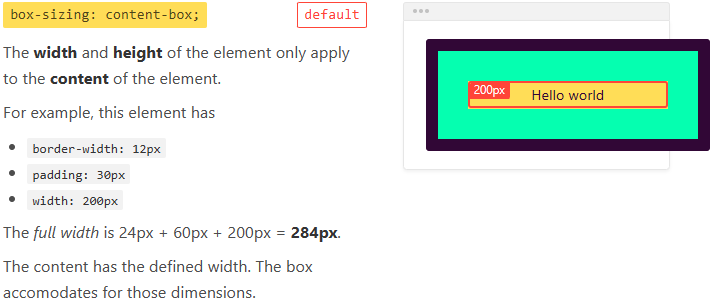 box-sizing: content-box;
default
The width and height of the element only apply
to the content of the element.
For example, this element has
border-width: 12px
padding: 30px
width: 200px
The full width is 24px + 60px + 200px = 284px.
The content has the defined width. The box
accomodates for those dimensions.
200px
Hello world